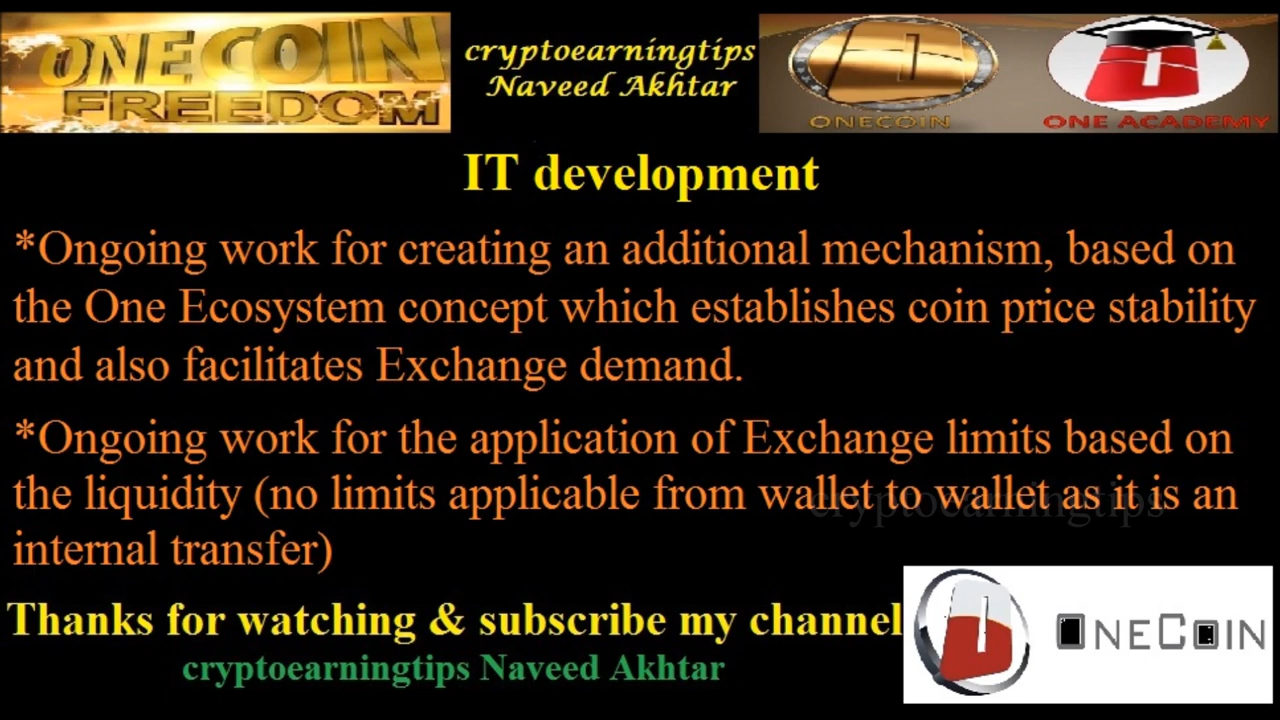 ONE COIN
FREEDOM
cryptoearningtips
Naveed Akhtar
ONECOIN
ONE ACADEMY
IT development
*Ongoing work for creating an additional mechanism, based on
the One Ecosystem concept which establishes coin price stability
and also facilitates Exchange demand.
*Ongoing work for the application of Exchange limits based on
the liquidity (no limits applicable from wallet to wallet as it is an
cryptoearningtips
internal transfer)
Thanks for watching & subscribe my channel
cryptoearningtips Naveed Akhtar
ONECOIN